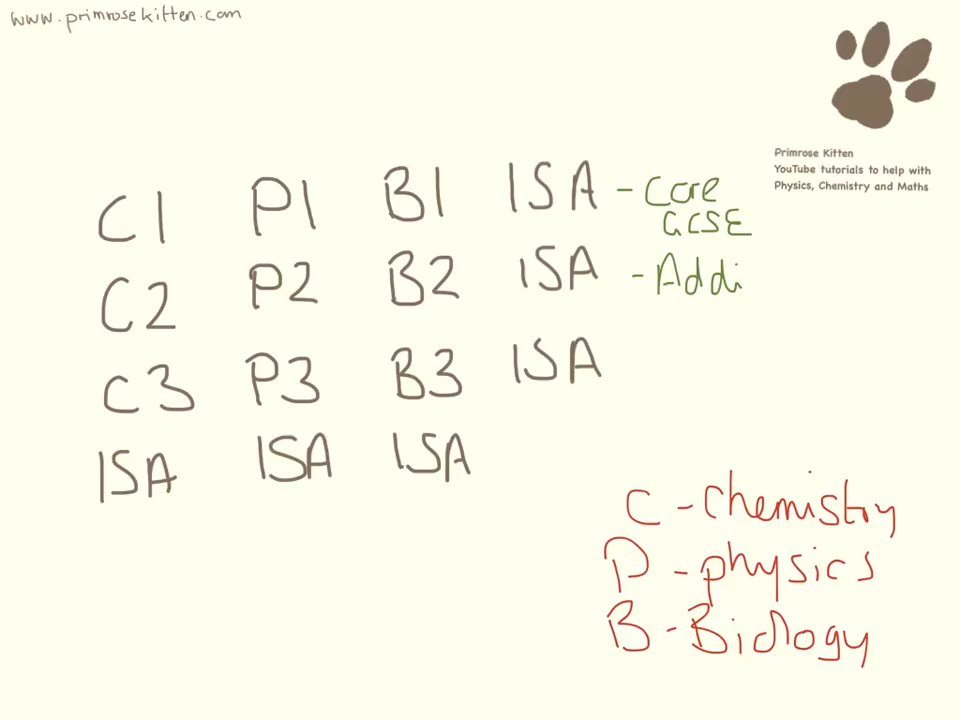 www.primrosekitten.com
Primrose Kitten
YouTube tutorials to help with
Physics, Chemistry and Maths
C1 P1 B1 ISA - Core
GCSE
C2 P2 B2 ISA - Addi
C3 P3 B3 ISA
ISA ISA ISA
C - Chemistry
P - physics
B - Biology